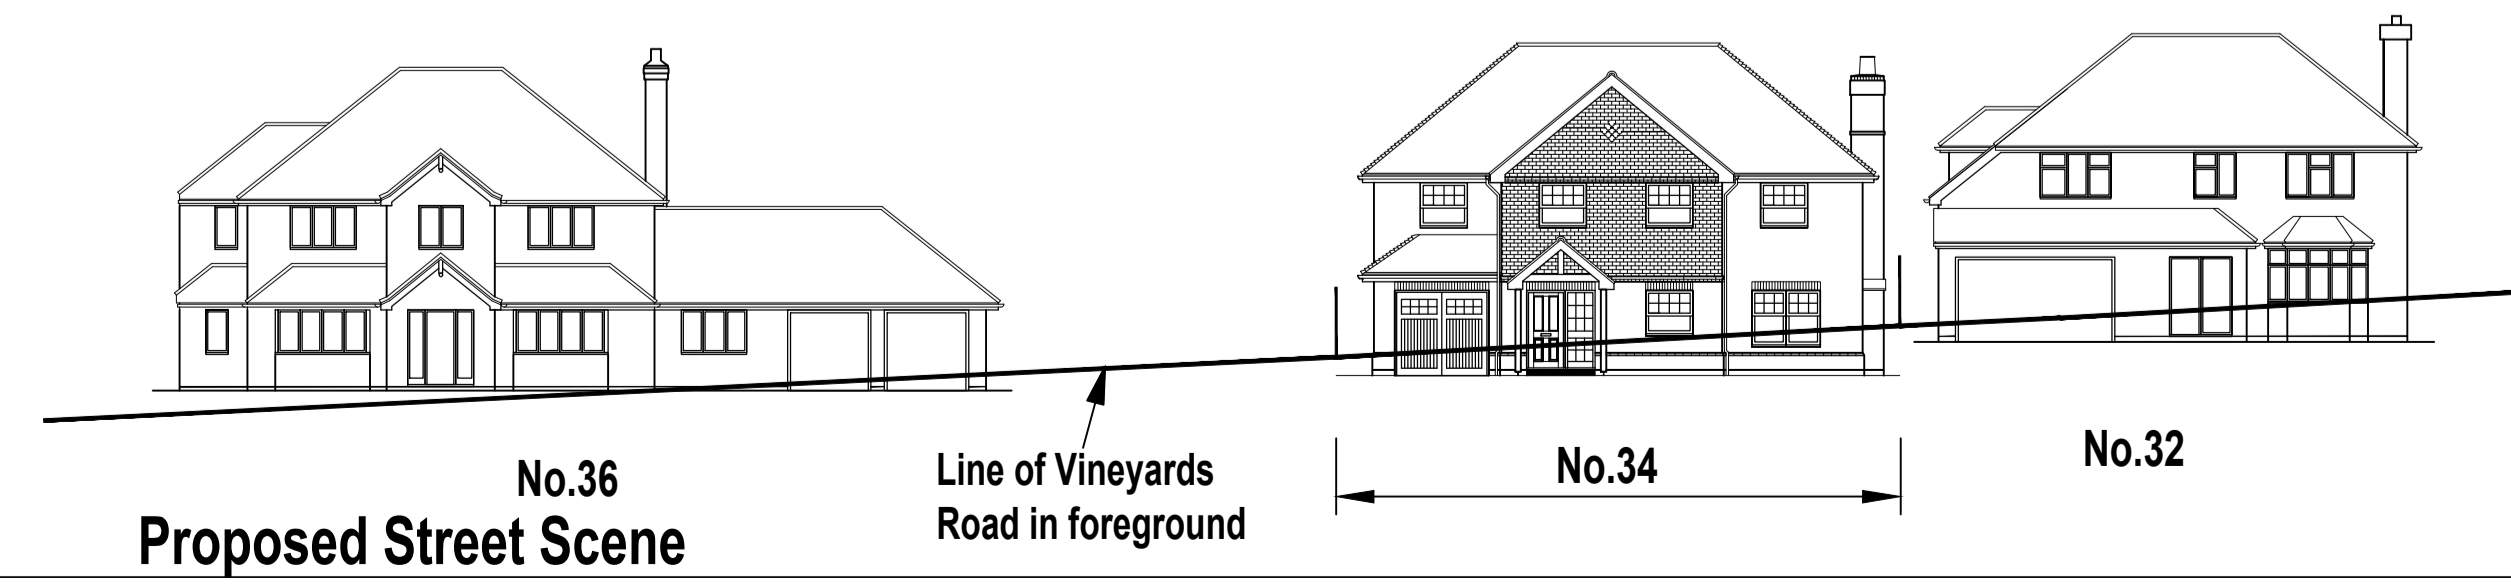 No.36
Proposed Street Scene
Line of Vineyards
Road in foreground
No.34
No.32